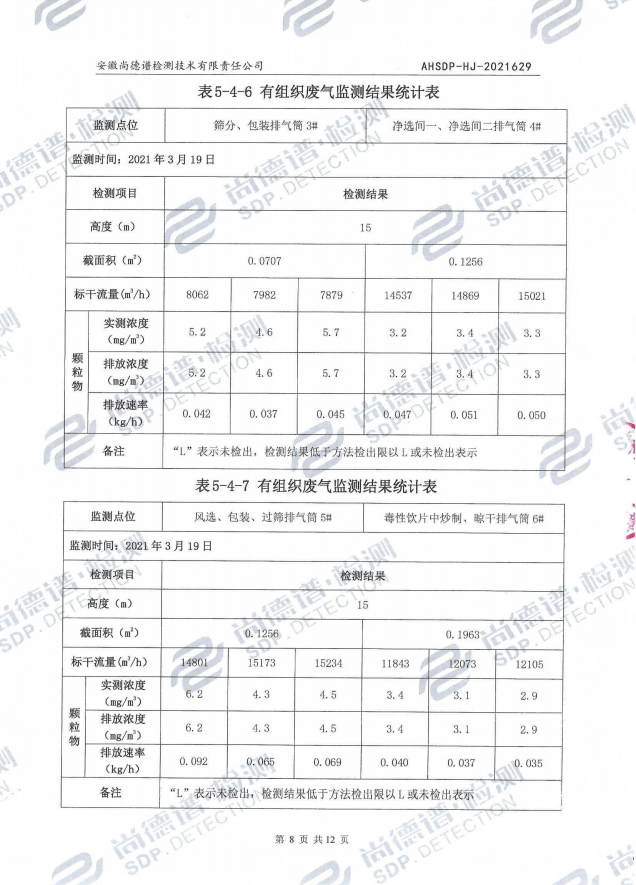 安徽尚德谱检测技术有限责任公司 AHSDP-HJ-2021629
表5-4-6 有组织废气监测结果统计表
监测点位 筛分、包装排气筒 3# 净选间一、净选间二排气筒 4#
监测时间：2021 年 3 月 19 日
检测项目 检测结果
高度（m） 15
截面积（m²） 0.0707 0.1256
标干流量(m³/h) 8062 7982 7879 14537 14869 15021
颗粒物 实测浓度（mg/m³） 5.2 4.6 5.7 3.2 3.4 3.3
排放浓度（mg/m³） 5.2 4.6 5.7 3.2 3.4 3.3
排放速率（kg/h） 0.042 0.037 0.045 0.047 0.051 0.050
备注 “L”表示未检出，检测结果低于方法检出限以 L 或未检出表示
表5-4-7 有组织废气监测结果统计表
监测点位 风选、包装、过筛排气筒 5# 毒性饮片中炒制、晾干排气筒 6#
监测时间：2021 年 3 月 19 日
检测项目 检测结果
高度（m） 15
截面积（m²） 0.1256 0.1963
标干流量(m³/h) 14801 15173 15234 11843 12073 12105
颗粒物 实测浓度（mg/m³） 6.2 4.3 4.5 3.4 3.1 2.9
排放浓度（mg/m³） 6.2 4.3 4.5 3.4 3.1 2.9
排放速率（kg/h） 0.092 0.065 0.069 0.040 0.037 0.035
备注 “L”表示未检出，检测结果低于方法检出限以 L 或未检出表示
第 8 页 共 12 页
尚德谱·检测
SDP.DETECTION